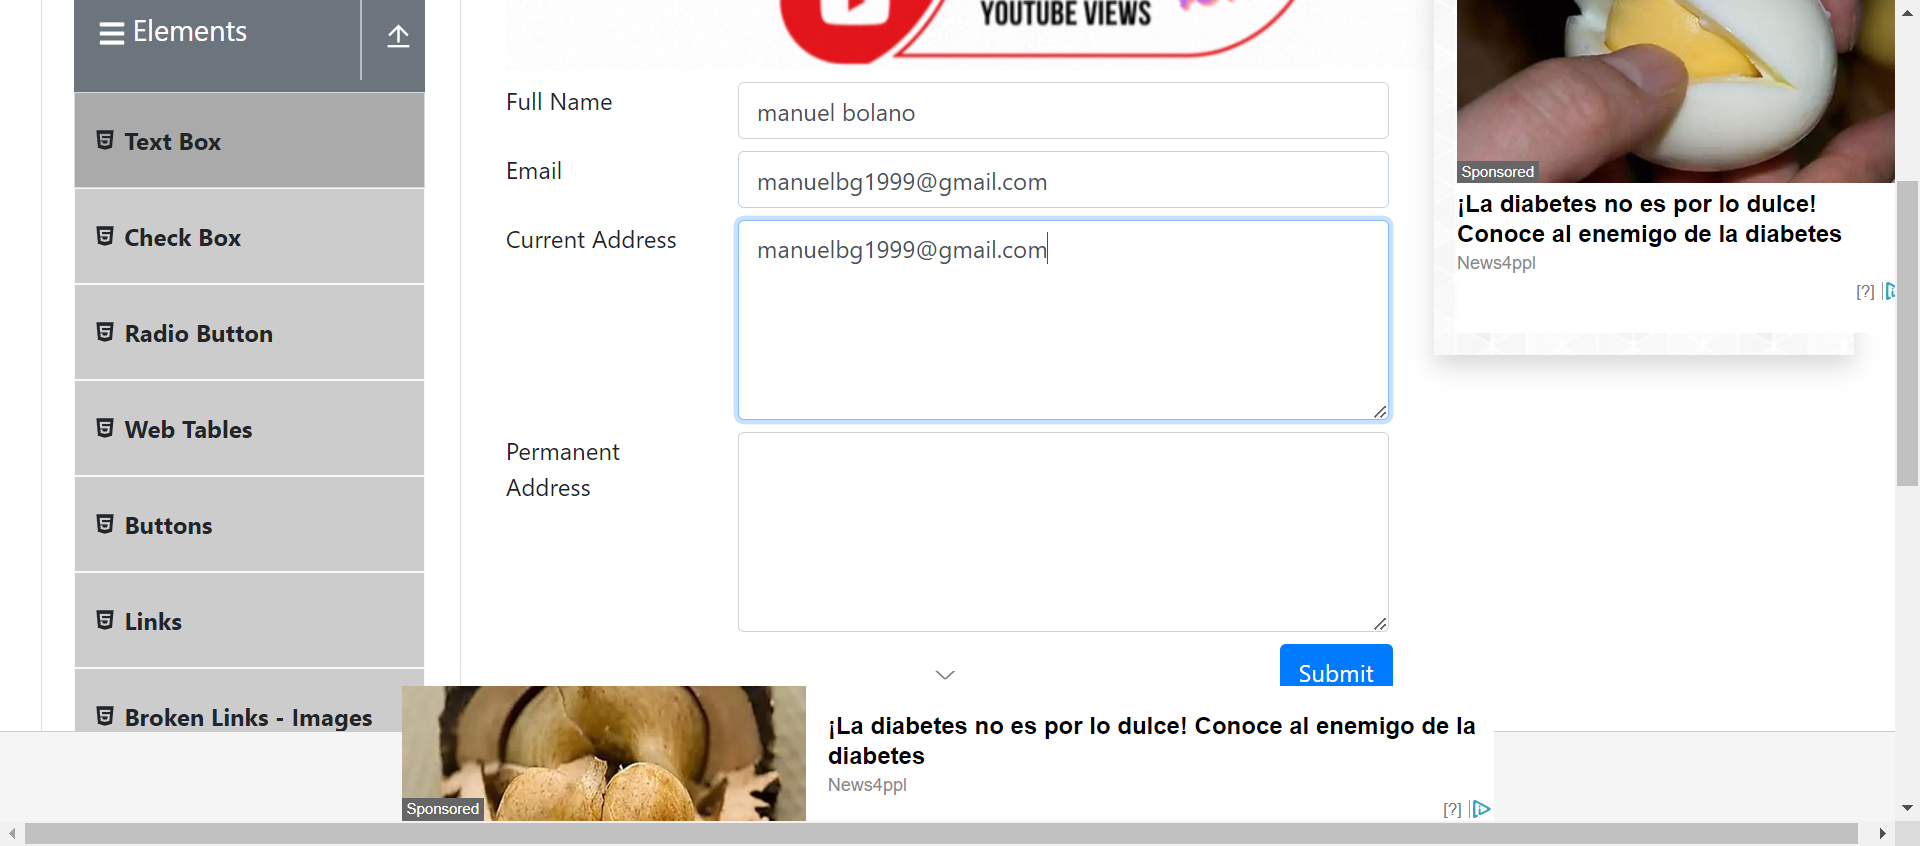 Elements
YOUTUBE VIEWS
Text Box
Check Box
Radio Button
Web Tables
Buttons
Links
Broken Links - Images
Full Name
manuel bolano
Email
manuelbg1999@gmail.com
Current Address
manuelbg1999@gmail.com
Permanent
Address
Submit
Sponsored
¡La diabetes no es por lo dulce!
Conoce al enemigo de la diabetes
News4ppl
[?]
Sponsored
¡La diabetes no es por lo dulce! Conoce al enemigo de la
diabetes
News4ppl
[?]